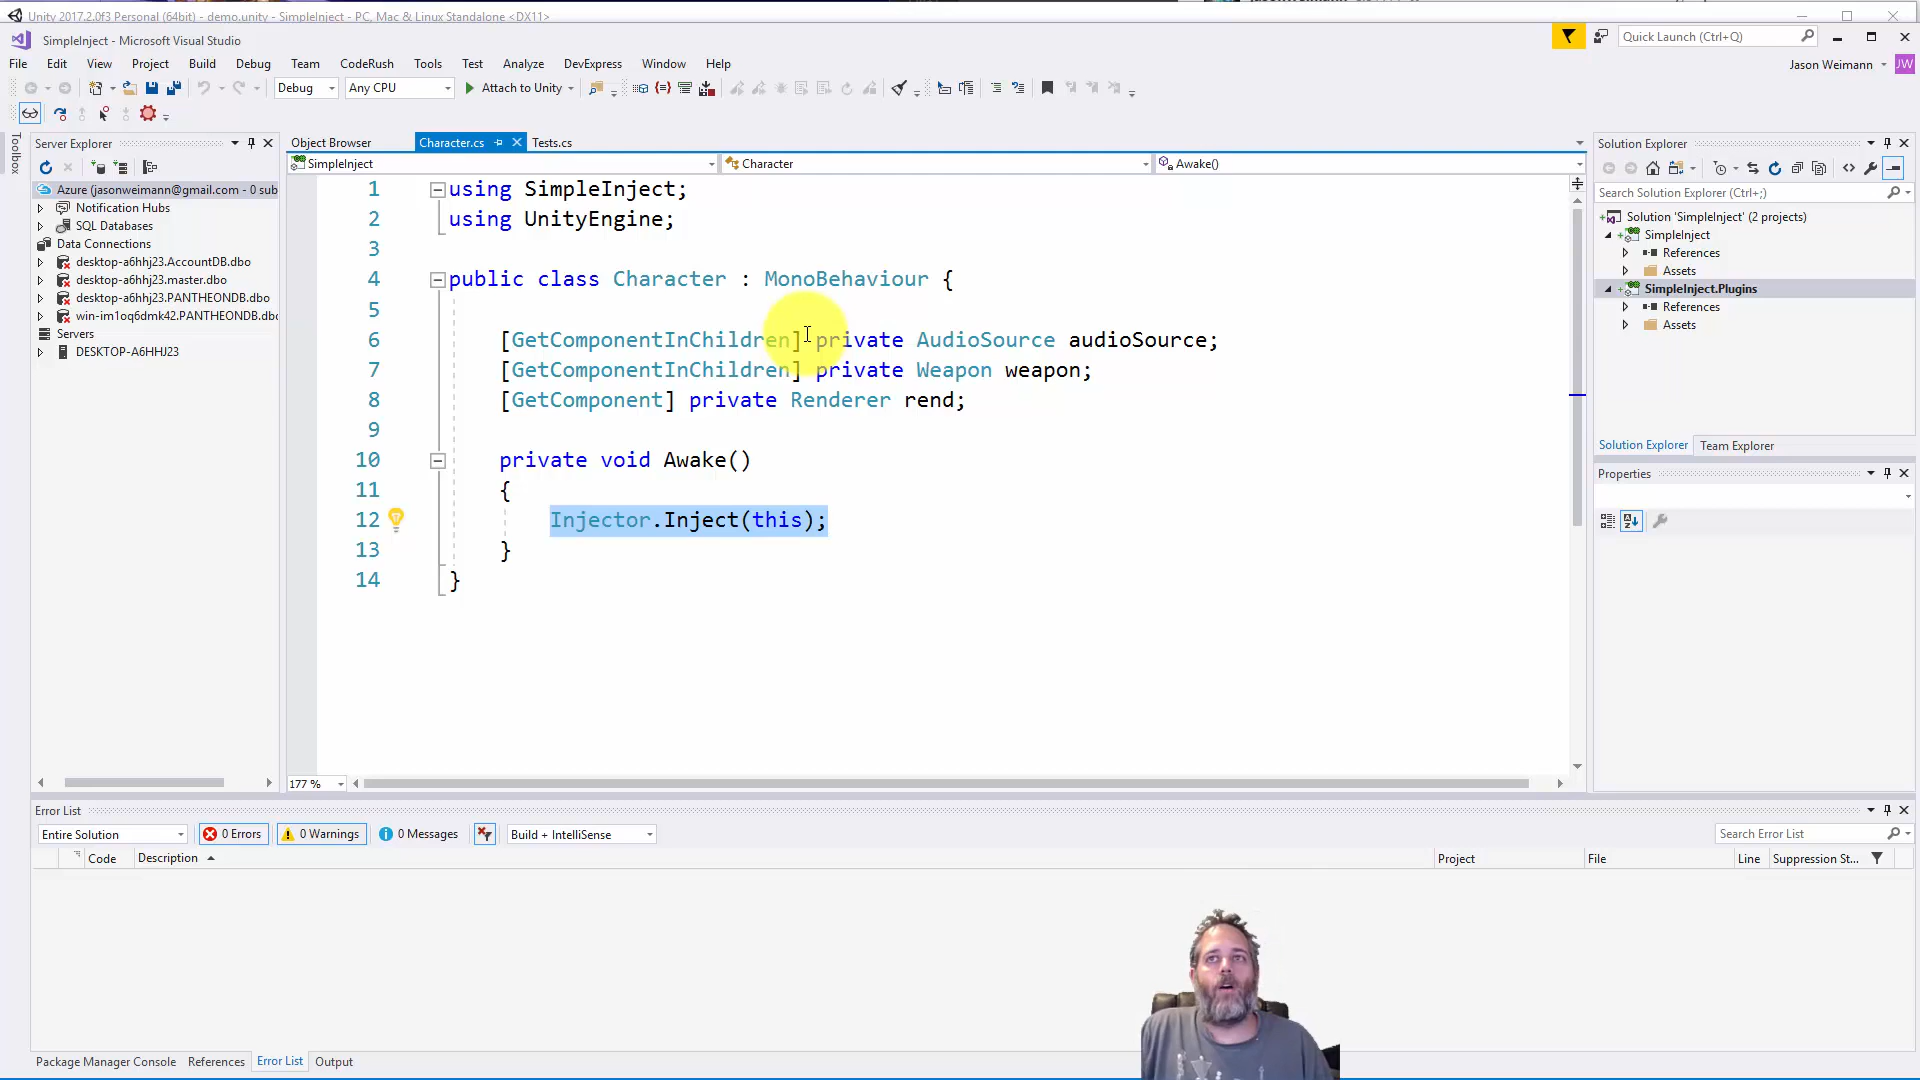 Unity 2017.2.0f3 Personal (64bit) - demo.unity - SimpleInject - PC, Mac & Linux Standalone <DX11>
SimpleInject - Microsoft Visual Studio
Quick Launch (Ctrl+Q)
File Edit View Project Build Debug Team CodeRush Tools Test Analyze DevExpress Window Help
Jason Weimann JW
Debug Any CPU Attach to Unity
Toolbox
Server Explorer
Azure (jasonweimann@gmail.com - 0 sub
Notification Hubs
SQL Databases
Data Connections
desktop-a6hhj23.AccountDB.dbo
desktop-a6hhj23.master.dbo
desktop-a6hhj23.PANTHEONDB.dbo
win-im1oq6dmk42.PANTHEONDB.dbo
Servers
DESKTOP-A6HHJ23
Object Browser Character.cs Tests.cs
SimpleInject Character Awake()
1 using SimpleInject;
2 using UnityEngine;
3
4 public class Character : MonoBehaviour {
5
6 [GetComponentInChildren] private AudioSource audioSource;
7 [GetComponentInChildren] private Weapon weapon;
8 [GetComponent] private Renderer rend;
9
10 private void Awake()
11 {
12 Injector.Inject(this);
13 }
14 }
177 %
Solution Explorer
Search Solution Explorer (Ctrl+;)
Solution 'SimpleInject' (2 projects)
SimpleInject
References
Assets
SimpleInject.Plugins
References
Assets
Solution Explorer Team Explorer
Properties
Error List
Entire Solution 0 Errors 0 Warnings 0 Messages Build + IntelliSense Search Error List
Code Description Project File Line Suppression St...
Package Manager Console References Error List Output